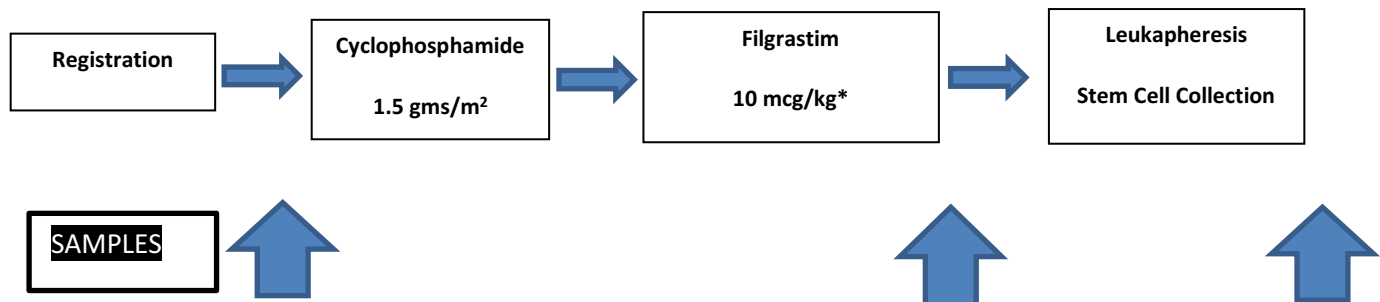 Registration
Cyclophosphamide
1.5 gms/m²
Filgrastim
10 mcg/kg*
Leukapheresis
Stem Cell Collection
SAMPLES